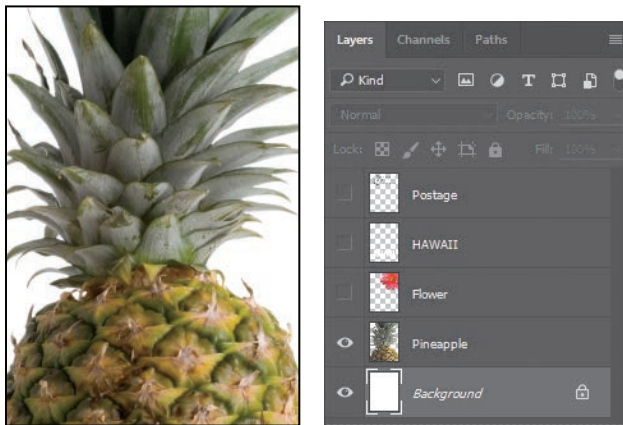 Layers Channels Paths
Kind
Normal Opacity: 100%
Lock: Fill: 100%
Postage
HAWAII
Flower
Pineapple
Background